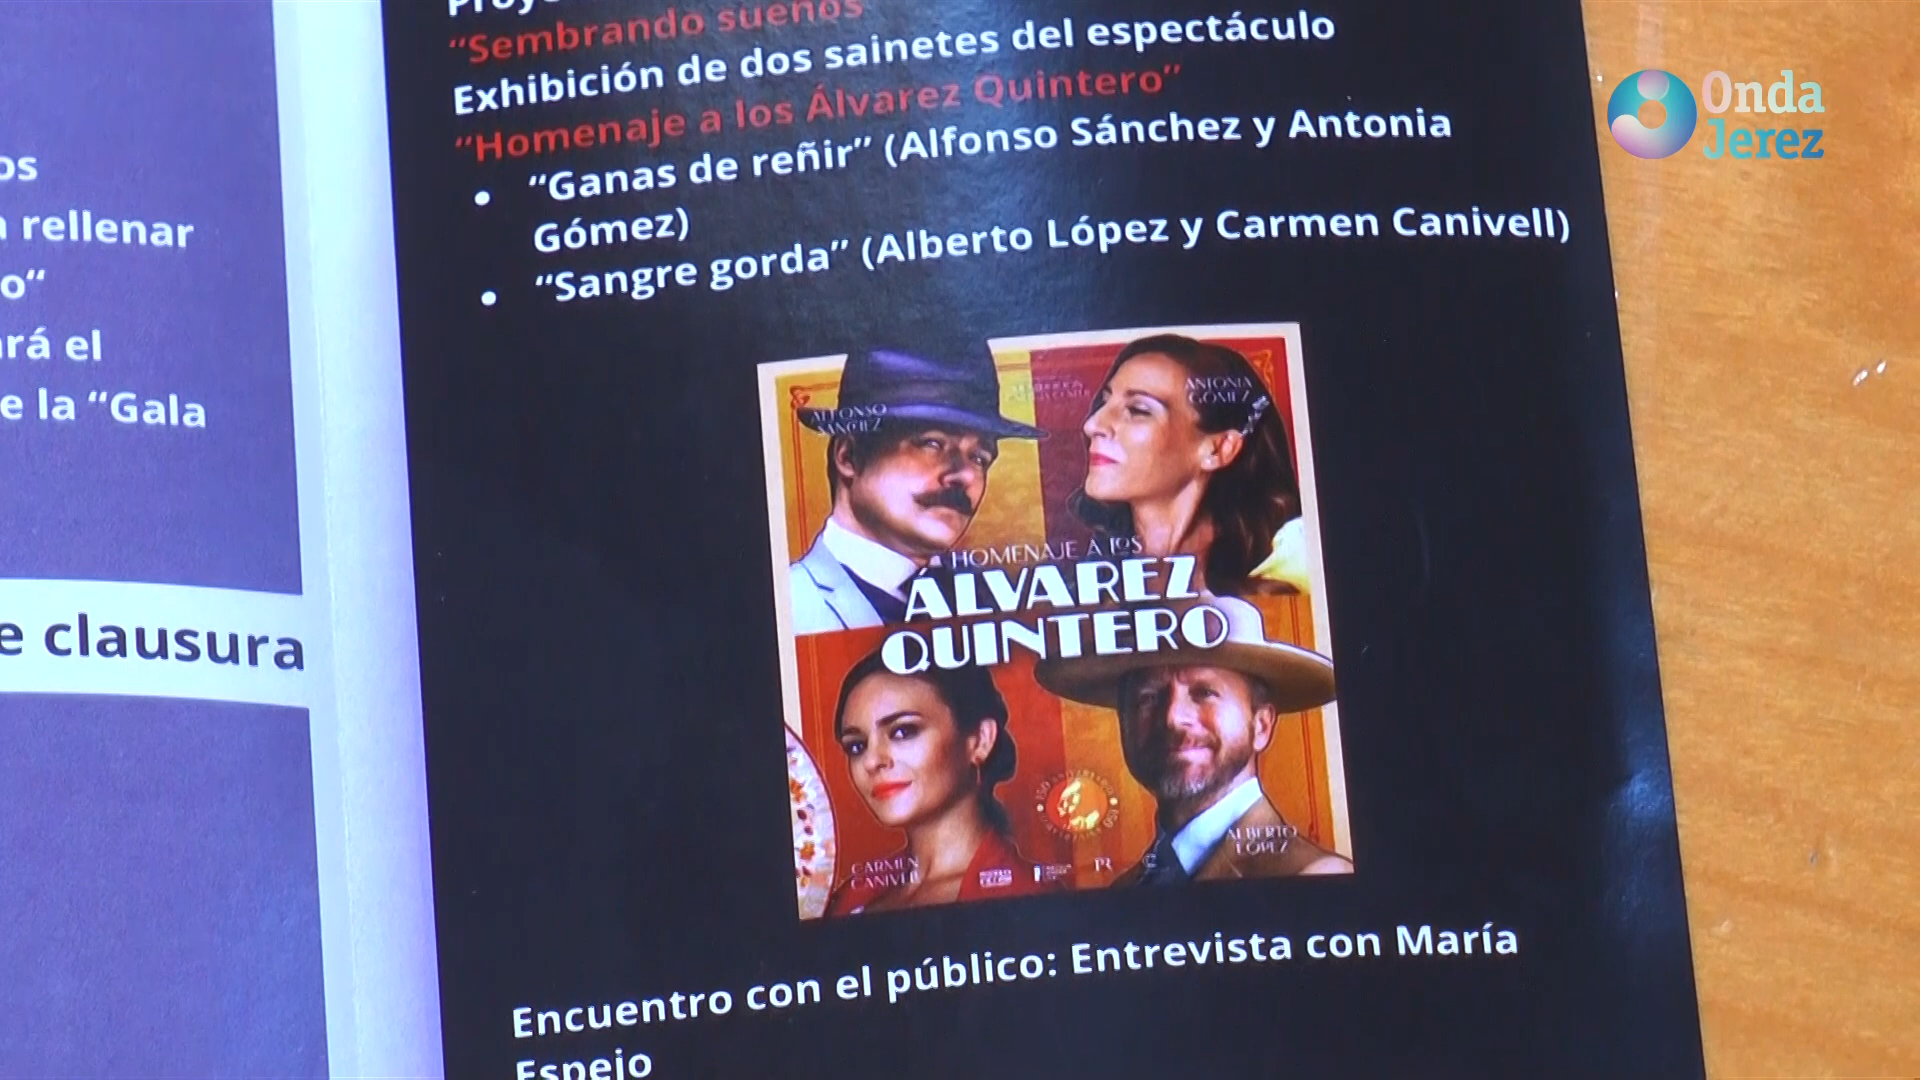 “Sembrando sueños
Exhibición de dos sainetes del espectáculo
“Homenaje a los Álvarez Quintero”
• “Ganas de reñir” (Alfonso Sánchez y Antonia
Gómez)
• “Sangre gorda” (Alberto López y Carmen Canivell)
ALFONSO
SÁNCHEZ
ANTONIA
GÓMEZ
HOMENAJE A LOS
ÁLVAREZ
QUINTERO
CARMEN
CANIVELL
ALBERTO
LÓPEZ
Encuentro con el público: Entrevista con María
Espejo
os
rellenar
o“
ará el
e la “Gala
e clausura
Onda
Jerez